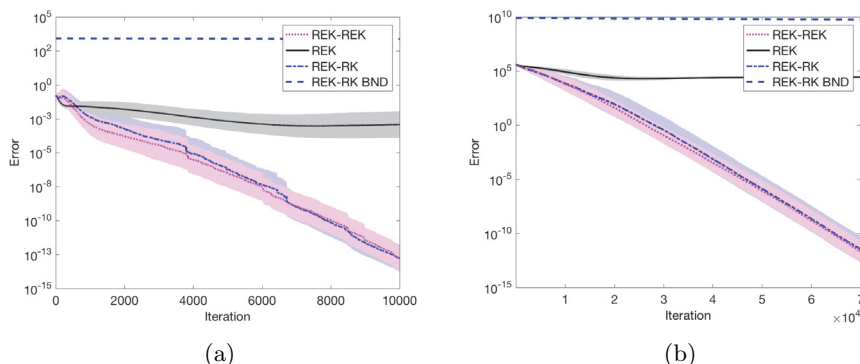 10^5
10^2
10^-0
10^-3
10^-5
10^-8
10^-10
10^-13
10^-15
Error
0
2000
4000
6000
8000
10000
Iteration
REK-REK
REK
REK-RK
REK-RK BND
(a)
10^10
10^5
10^0
10^-5
10^-10
10^-15
Error
1
2
3
4
5
6
7
×10^4
Iteration
REK-REK
REK
REK-RK
REK-RK BND
(b)